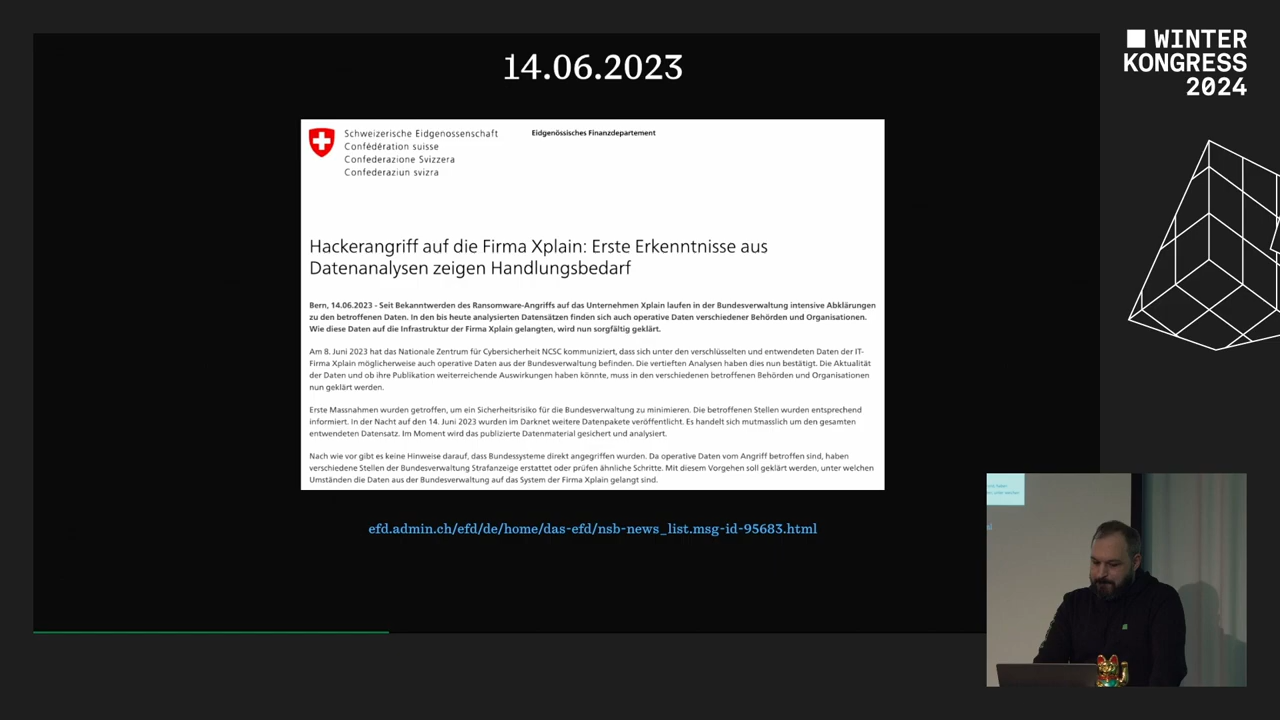 14.06.2023
WINTER
KONGRESS
2024
Schweizerische Eidgenossenschaft
Confédération suisse
Confederazione Svizzera
Confederaziun svizra
Eidgenössisches Finanzdepartement
Hackerangriff auf die Firma Xplain: Erste Erkenntnisse aus
Datenanalysen zeigen Handlungsbedarf
Bern, 14.06.2023 - Seit Bekanntwerden des Ransomware-Angriffs auf das Unternehmen Xplain laufen in der Bundesverwaltung intensive Abklärungen
zu den betroffenen Daten. In den bis heute analysierten Datensätzen finden sich auch operative Daten verschiedener Behörden und Organisationen.
Wie diese Daten auf die Infrastruktur der Firma Xplain gelangten, wird nun sorgfältig geklärt.
Am 8. Juni 2023 hat das Nationale Zentrum für Cybersicherheit NCSC kommuniziert, dass sich unter den verschlüsselten und entwendeten Daten der IT-
Firma Xplain möglicherweise auch operative Daten aus der Bundesverwaltung befinden. Die vertieften Analysen haben dies nun bestätigt. Die Aktualität
der Daten und ob ihre Publikation weiterreichende Auswirkungen haben könnte, muss in den verschiedenen betroffenen Behörden und Organisationen
nun geklärt werden.
Erste Massnahmen wurden getroffen, um ein Sicherheitsrisiko für die Bundesverwaltung zu minimieren. Die betroffenen Stellen wurden entsprechend
informiert. In der Nacht auf den 14. Juni 2023 wurden im Darknet weitere Datenpakete veröffentlicht. Es handelt sich mutmasslich um den gesamten
entwendeten Datensatz. Im Moment wird das publizierte Datenmaterial gesichert und analysiert.
Nach wie vor gibt es keine Hinweise darauf, dass Bundessysteme direkt angegriffen wurden. Da operative Daten vom Angriff betroffen sind, haben
verschiedene Stellen der Bundesverwaltung Strafanzeige erstattet oder prüfen ähnliche Schritte. Mit diesem Vorgehen soll geklärt werden, unter welchen
Umständen die Daten aus der Bundesverwaltung auf das System der Firma Xplain gelangt sind.
efd.admin.ch/efd/de/home/das-efd/nsb-news_list.msg-id-95683.html